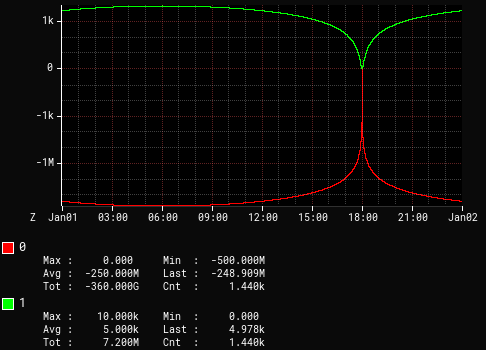 1k
0
-1k
-1M
Z Jan01 03:00 06:00 09:00 12:00 15:00 18:00 21:00 Jan02
0
Max : 0.000 Min : -500.000M
Avg : -250.000M Last : -248.909M
Tot : -360.000G Cnt : 1.440k
1
Max : 10.000k Min : 0.000
Avg : 5.000k Last : 4.978k
Tot : 7.200M Cnt : 1.440k